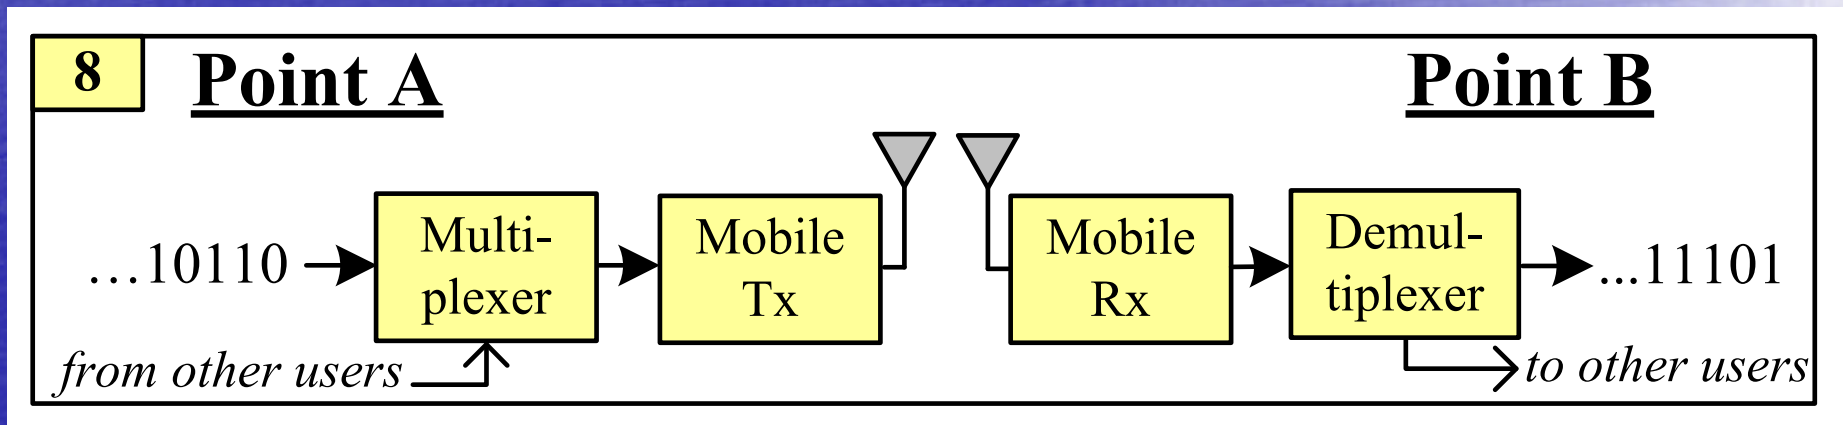 8
Point A
Point B
...10110
Multi-
plexer
Mobile
Tx
Mobile
Rx
Demul-
tiplexer
...11101
from other users
to other users